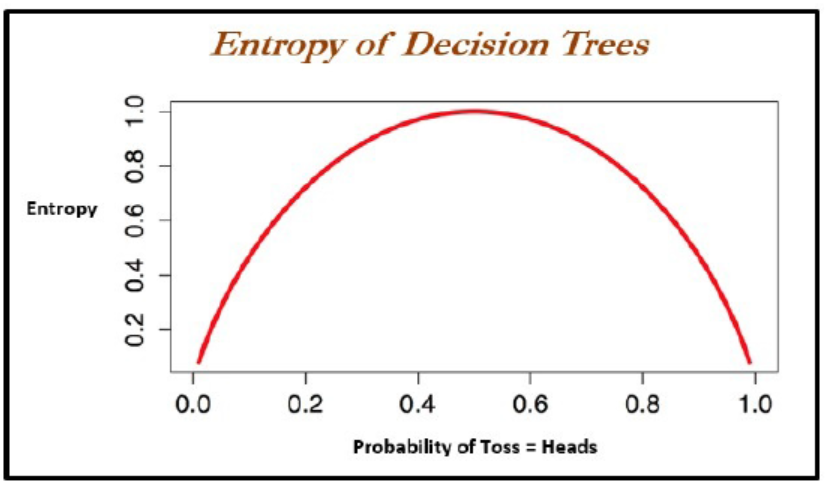 Entropy of Decision Trees
1.0
0.8
Entropy
0.6
0.4
0.2
0.0 0.2 0.4 0.6 0.8 1.0
Probability of Toss = Heads